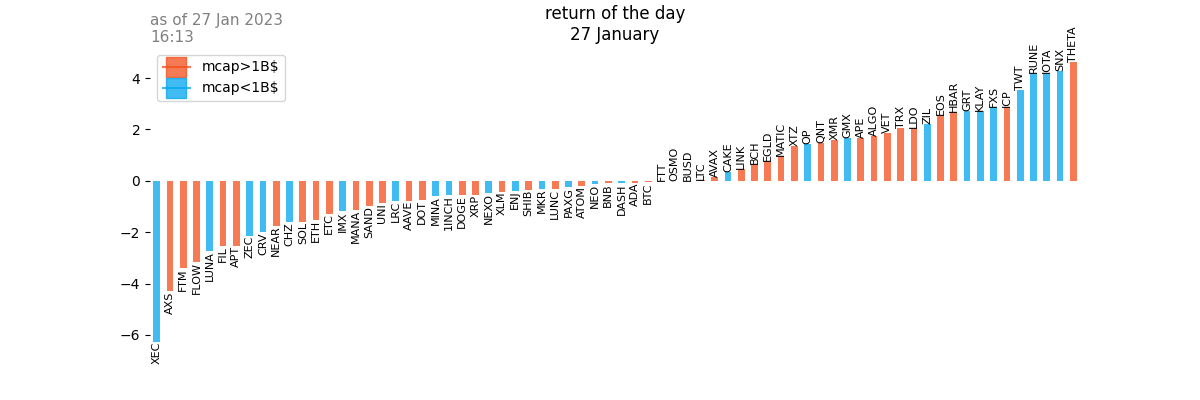 as of 27 Jan 2023
16:13
return of the day
27 January
mcap>1B$
mcap<1B$
4
2
0
−2
−4
−6
XEC
AXS
FTM
FLOW
LUNA
FIL
APT
ZEC
CRV
NEAR
CHZ
SOL
ETH
ETC
IMX
MANA
SAND
UNI
LRC
AAVE
DOT
MINA
1INCH
DOGE
XRP
NEXO
XLM
ENJ
SHIB
MKR
LUNC
PAXG
ATOM
NEO
BNB
DASH
ADA
BTC
FTT
OSMO
BUSD
LTC
AVAX
CAKE
LINK
BCH
EGLD
MATIC
XTZ
OP
QNT
XMR
GMX
APE
ALGO
VET
TRX
LDO
ZIL
EOS
HBAR
GRT
KLAY
FXS
ICP
TWT
RUNE
IOTA
SNX
THETA